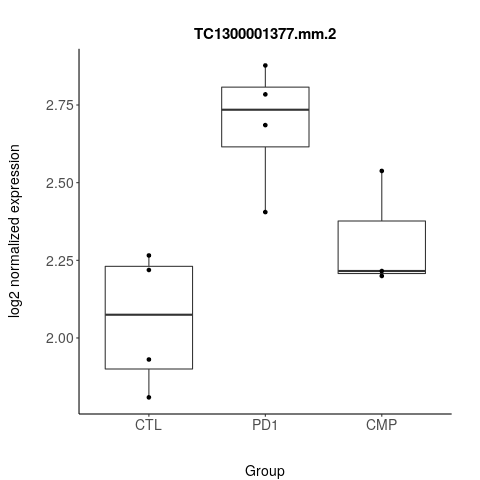 TC1300001377.mm.2
log2 normalized expression
2.75
2.50
2.25
2.00
CTL PD1 CMP
Group